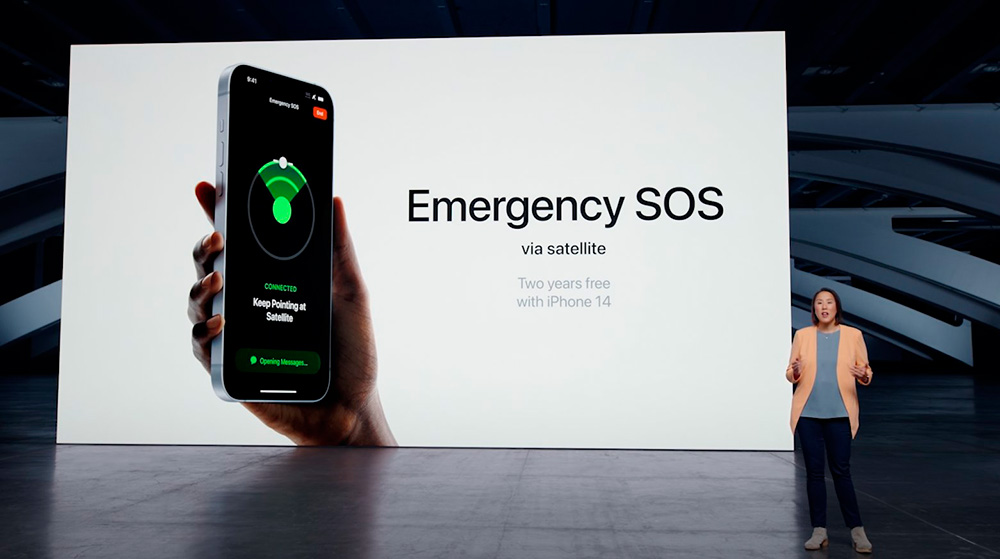 9:41
Emergency SOS
End
CONNECTED
Keep Pointing at
Satellite
Opening Messages...
Emergency SOS
via satellite
Two years free
with iPhone 14